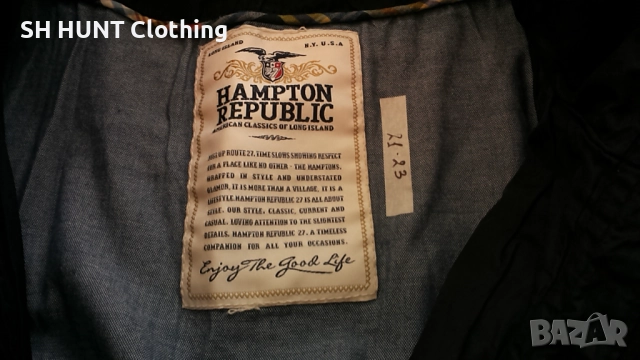 SH HUNT Clothing
LONG ISLAND N.Y. U.S.A
HAMPTON
REPUBLIC
AMERICAN CLASSICS OF LONG ISLAND
ROUTE 27, TIME SLOWS SHOWING RESPECT
FOR A PLACE LIKE NO OTHER - THE HAMPTONS.
WRAPPED IN STYLE AND UNDERSTATED
GLAMOR, IT IS MORE THAN A VILLAGE, IT IS A
LIFESTYLE. HAMPTON REPUBLIC 27 IS ALL ABOUT
STYLE. OUR STYLE. CLASSIC, CURRENT AND
CASUAL. LOVING ATTENTION TO THE SLIGHTEST
DETAILS. HAMPTON REPUBLIC 27. A TIMELESS
COMPANION FOR ALL YOUR OCCASIONS.
Enjoy The Good Life
21-23
BAZAR